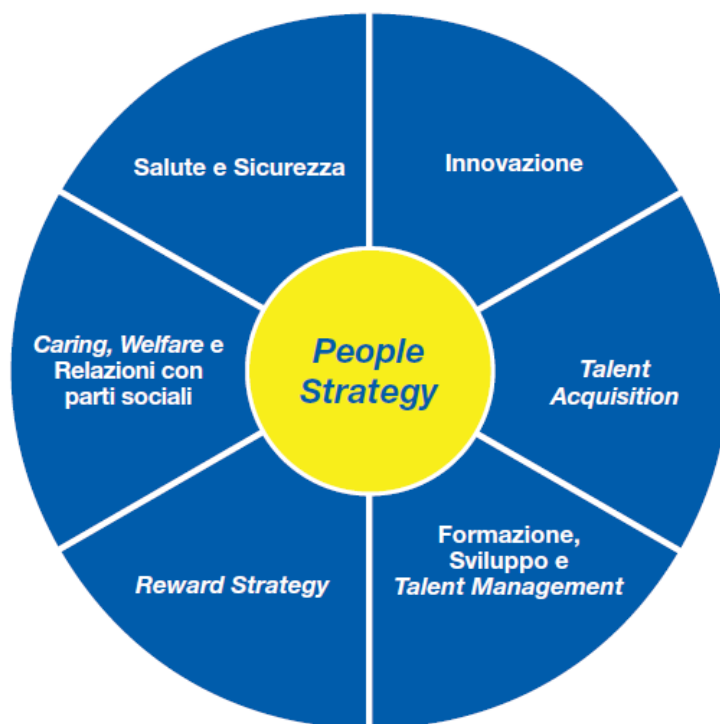 Salute e Sicurezza
Innovazione
Caring, Welfare e
Relazioni con
parti sociali
People
Strategy
Talent
Acquisition
Reward Strategy
Formazione,
Sviluppo e
Talent Management